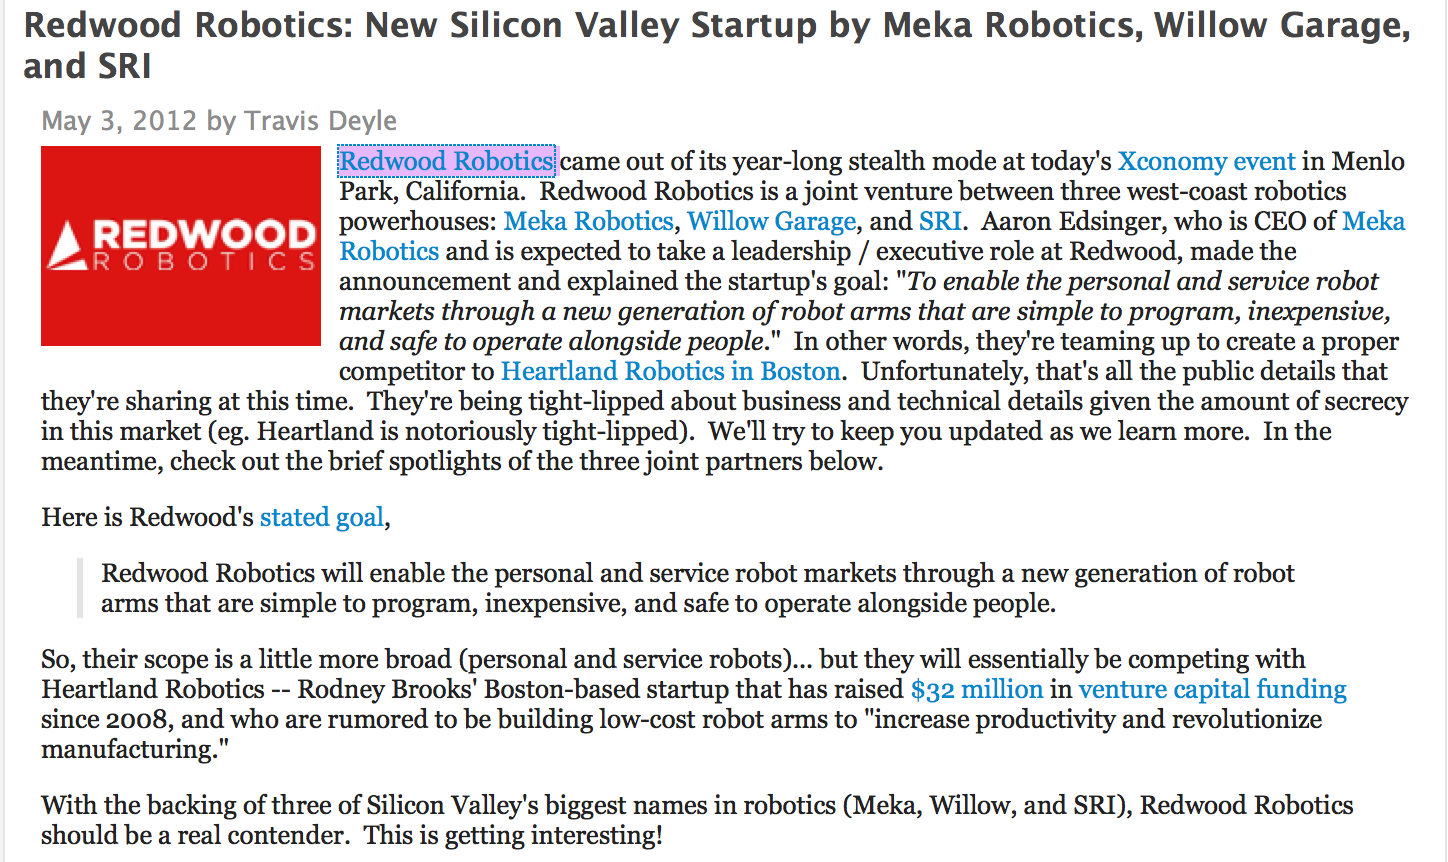 Redwood Robotics: New Silicon Valley Startup by Meka Robotics, Willow Garage,
and SRI
May 3, 2012 by Travis Deyle
REDWOOD
ROBOTICS
Redwood Robotics came out of its year-long stealth mode at today's Xconomy event in Menlo
Park, California.  Redwood Robotics is a joint venture between three west-coast robotics
powerhouses: Meka Robotics, Willow Garage, and SRI.  Aaron Edsinger, who is CEO of Meka
Robotics and is expected to take a leadership / executive role at Redwood, made the
announcement and explained the startup's goal: "To enable the personal and service robot
markets through a new generation of robot arms that are simple to program, inexpensive,
and safe to operate alongside people."  In other words, they're teaming up to create a proper
competitor to Heartland Robotics in Boston.  Unfortunately, that's all the public details that
they're sharing at this time.  They're being tight-lipped about business and technical details given the amount of secrecy
in this market (eg. Heartland is notoriously tight-lipped).  We'll try to keep you updated as we learn more.  In the
meantime, check out the brief spotlights of the three joint partners below.
Here is Redwood's stated goal,
Redwood Robotics will enable the personal and service robot markets through a new generation of robot
arms that are simple to program, inexpensive, and safe to operate alongside people.
So, their scope is a little more broad (personal and service robots)... but they will essentially be competing with
Heartland Robotics -- Rodney Brooks' Boston-based startup that has raised $32 million in venture capital funding
since 2008, and who are rumored to be building low-cost robot arms to "increase productivity and revolutionize
manufacturing."
With the backing of three of Silicon Valley's biggest names in robotics (Meka, Willow, and SRI), Redwood Robotics
should be a real contender.  This is getting interesting!